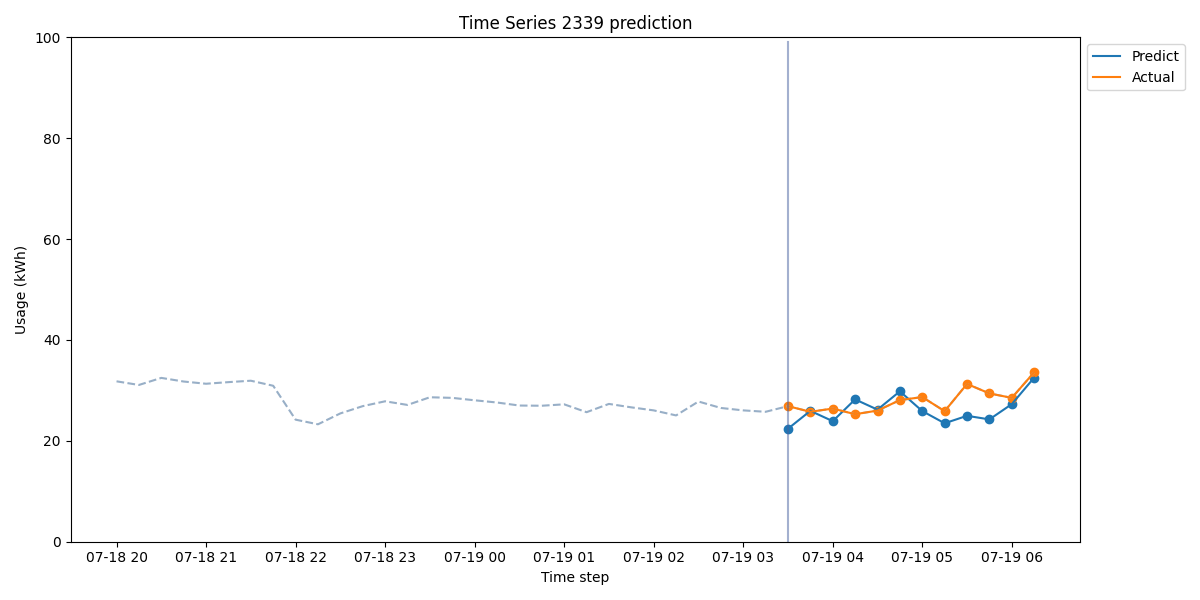 Time Series 2339 prediction
Predict
Actual
Usage (kWh)
100
80
60
40
20
0
07-18 20 07-18 21 07-18 22 07-18 23 07-19 00 07-19 01 07-19 02 07-19 03 07-19 04 07-19 05 07-19 06
Time step